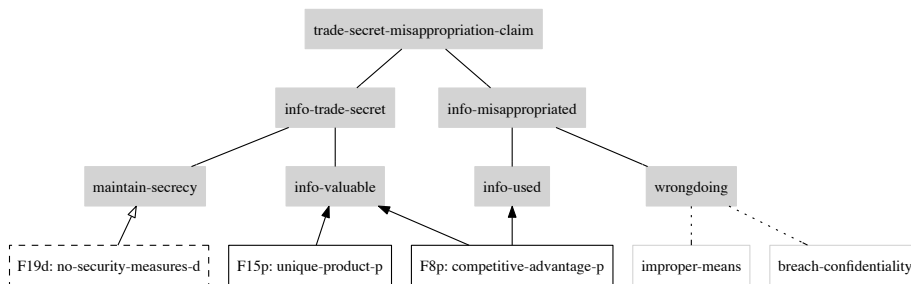 trade-secret-misappropriation-claim
info-trade-secret
info-misappropriated
maintain-secrecy
info-valuable
info-used
wrongdoing
F19d: no-security-measures-d
F15p: unique-product-p
F8p: competitive-advantage-p
improper-means
breach-confidentiality